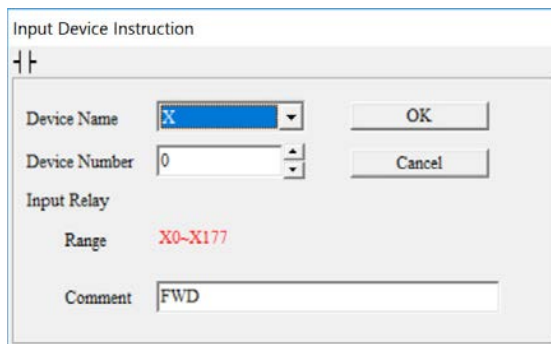 Input Device Instruction
Device Name X OK
Device Number 0 Cancel
Input Relay
Range X0~X177
Comment FWD